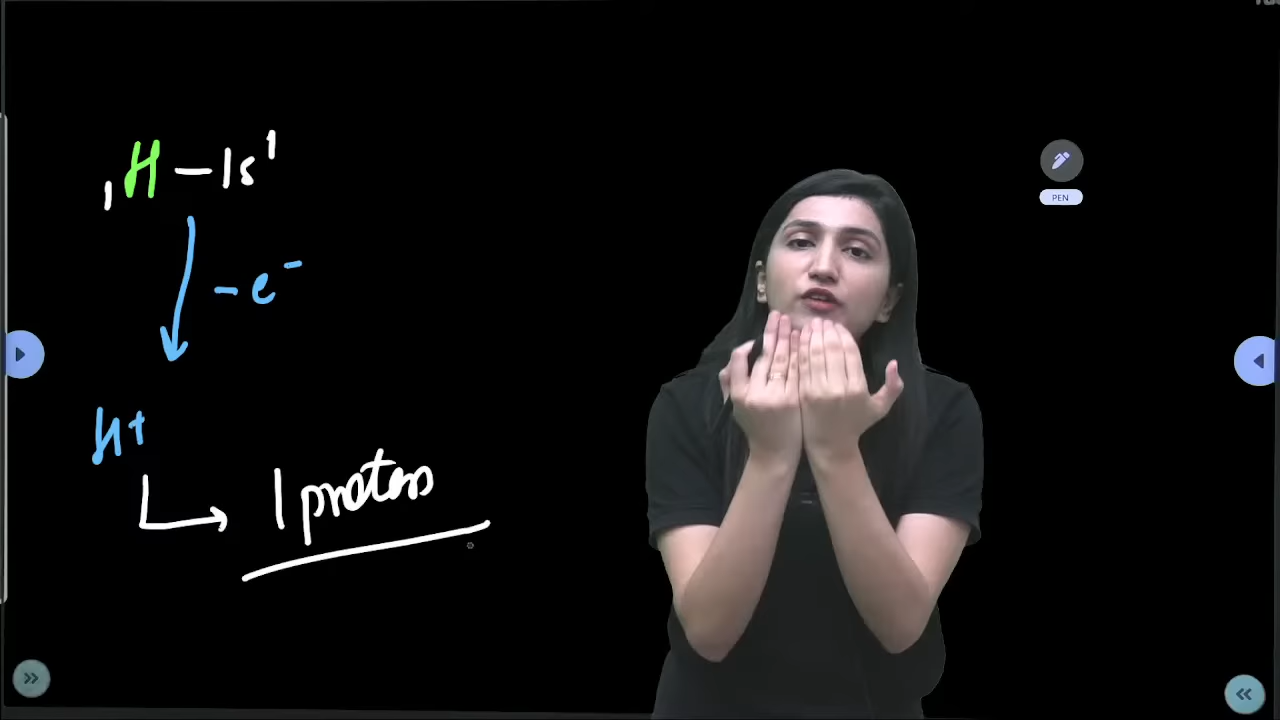 ₁H – 1s¹
– e⁻
PEN
H⁺
1 proton